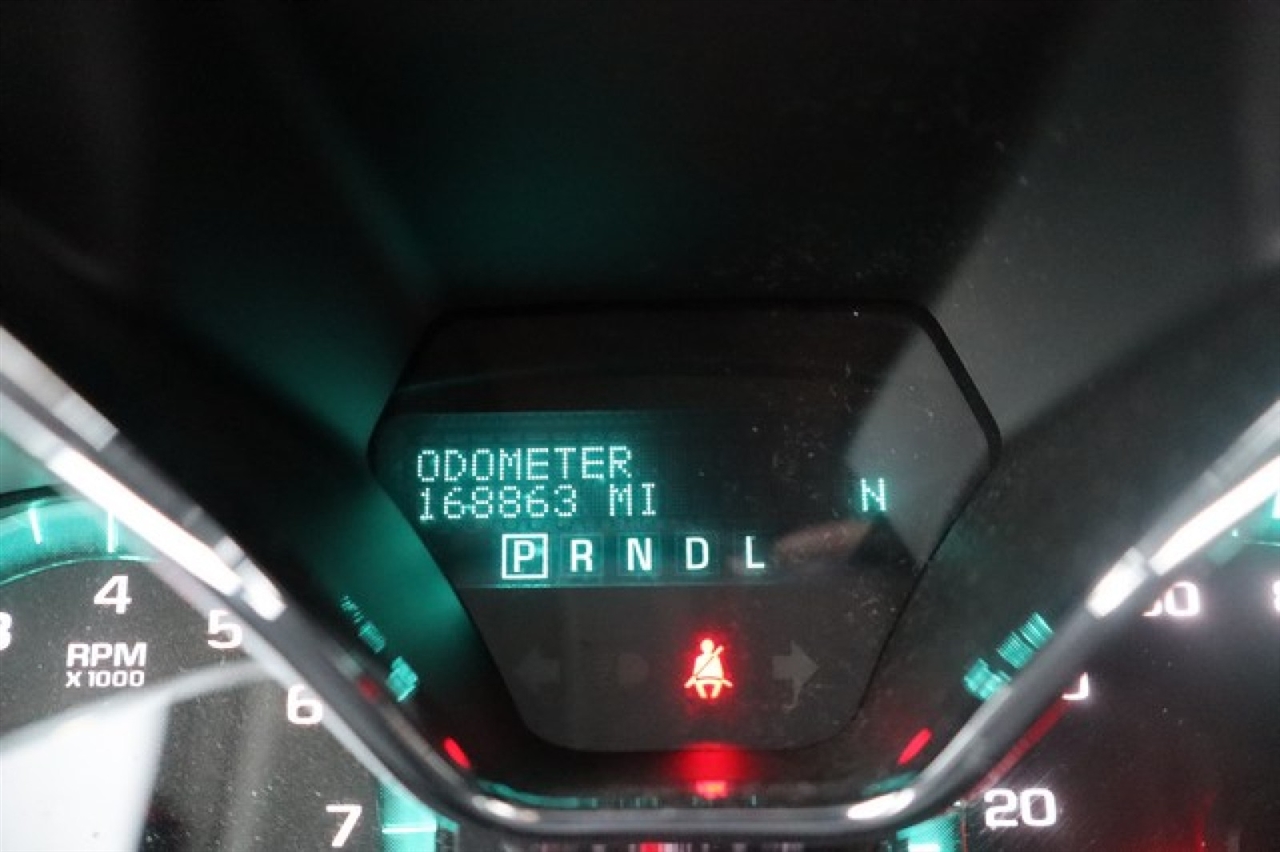 ODOMETER
168863 MI
N
P R N D L
4
5
RPM
X1000
6
7
20